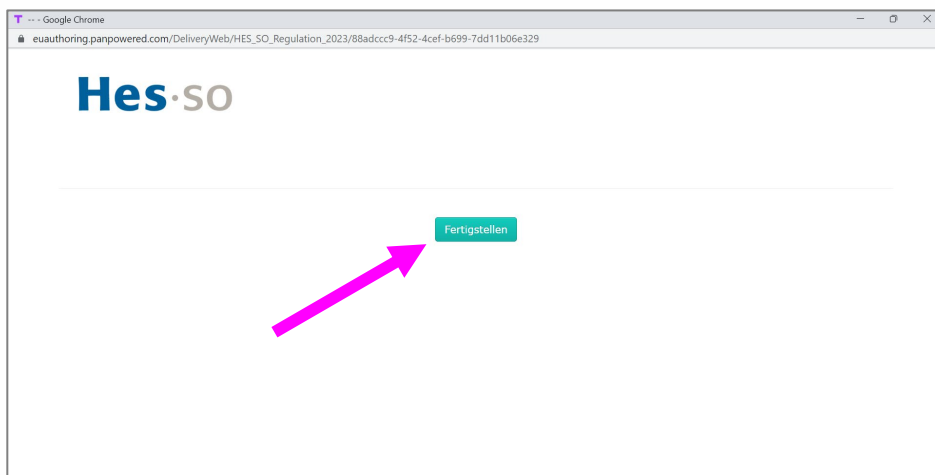 T -- - Google Chrome
euauthoring.panpowered.com/DeliveryWeb/HES_SO_Regulation_2023/88adccc9-4f52-4cef-b699-7dd11b06e329
Hes·so
Fertigstellen